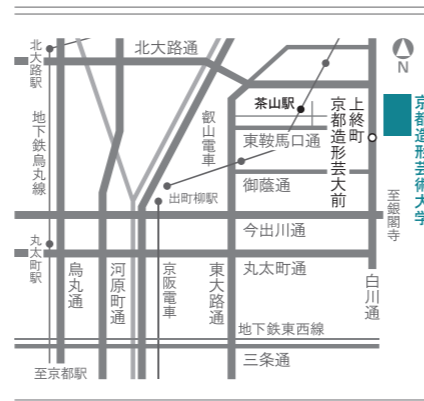 北大路駅
北大路通
N
地下鉄烏丸線
叡山電車
茶山駅
上終町
京都造形芸大前
京都造形芸術大学
東鞍馬口通
御蔭通
出町柳駅
至銀閣寺
今出川通
丸太町駅
丸太町通
烏丸通
河原町通
京阪電車
東大路通
白川通
地下鉄東西線
三条通
至京都駅